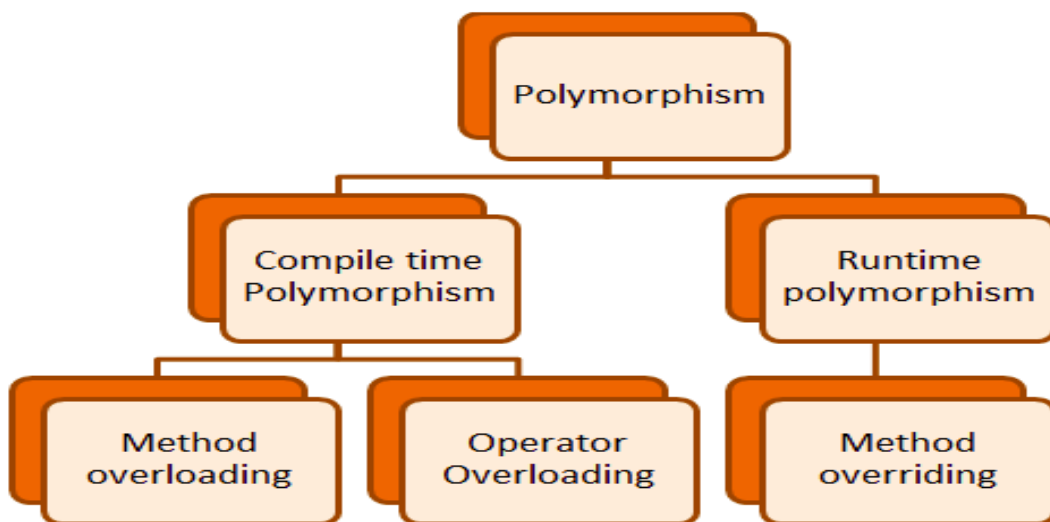 Polymorphism
Compile time
Polymorphism
Runtime
polymorphism
Method
overloading
Operator
Overloading
Method
overriding